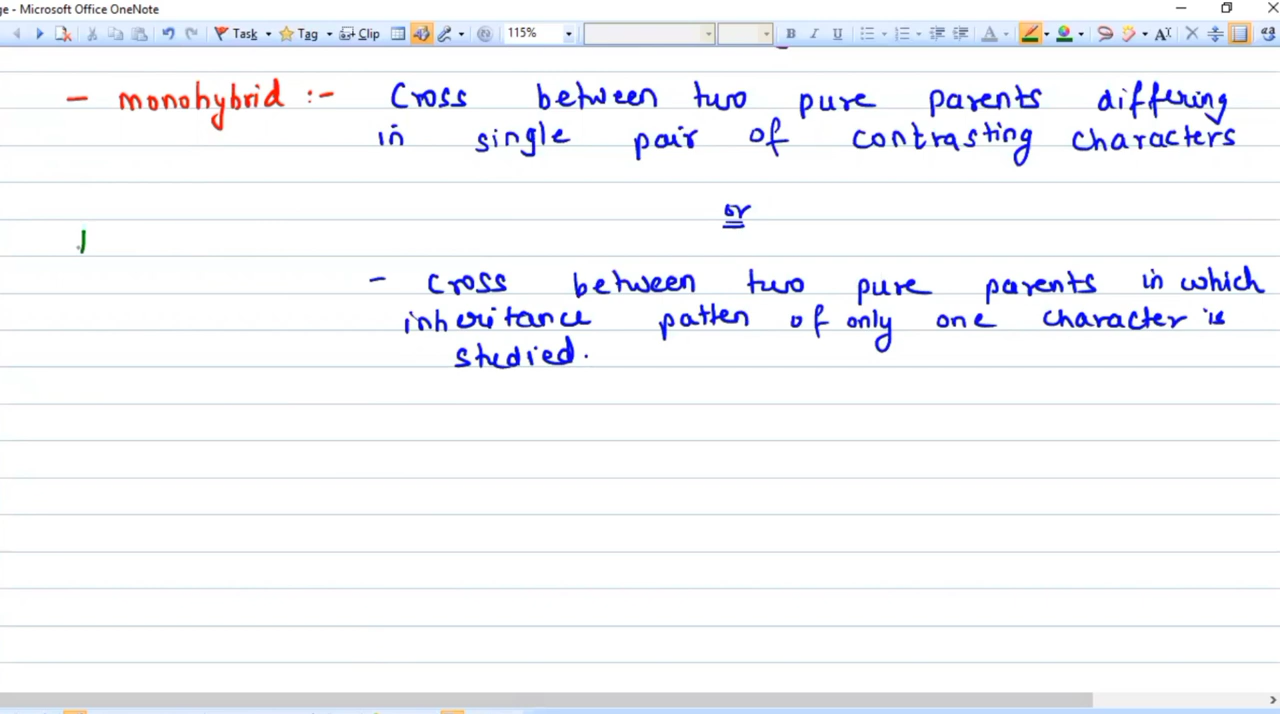 ge - Microsoft Office OneNote
Task Tag Clip 115% B I U A
- monohybrid :- Cross between two pure parents differing
in single pair of contrasting characters
or
- Cross between two pure parents in which
inheritance patten of only one character is
studied.